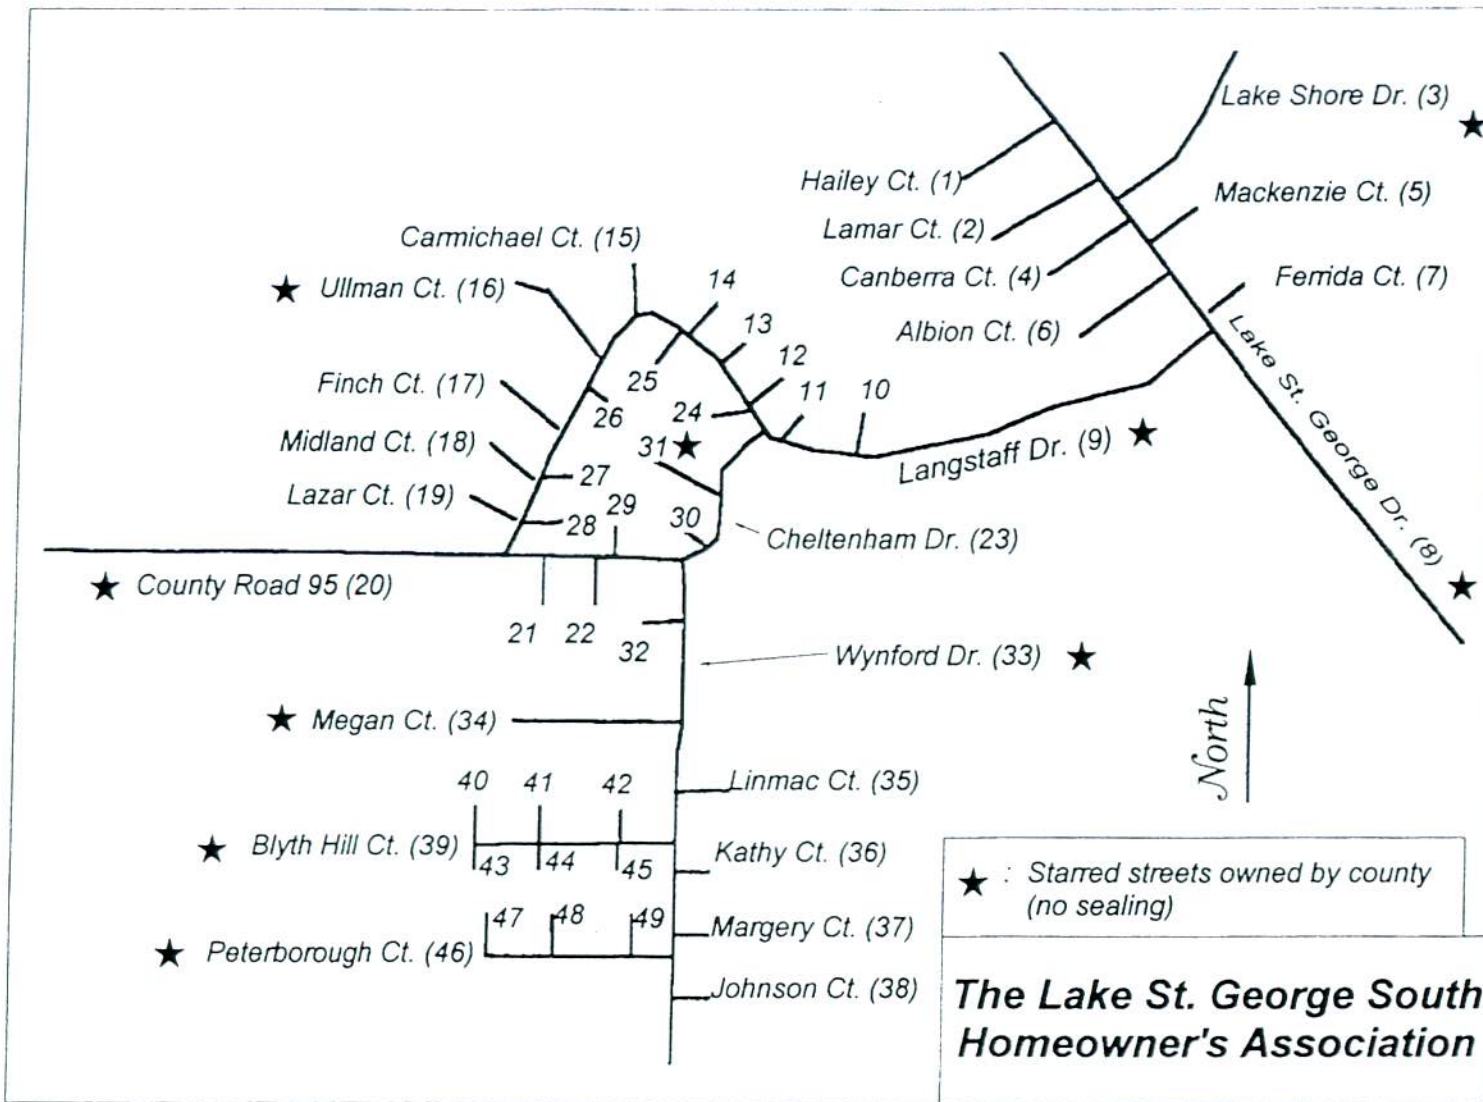 Lake Shore Dr. (3)
Hailey Ct. (1)
Mackenzie Ct. (5)
Lamar Ct. (2)
Carmichael Ct. (15)
Canberra Ct. (4)
Ferrida Ct. (7)
Ullman Ct. (16)
14
Albion Ct. (6)
13
Lake St. George Dr. (8)
12
Finch Ct. (17)
25
11
10
26
24
Midland Ct. (18)
31
Langstaff Dr. (9)
27
Lazar Ct. (19)
29
28
30
Cheltenham Dr. (23)
County Road 95 (20)
21
22
32
Wynford Dr. (33)
Megan Ct. (34)
North
40
41
42
Linmac Ct. (35)
Blyth Hill Ct. (39)
43
44
45
Kathy Ct. (36)
47
48
49
Margery Ct. (37)
Peterborough Ct. (46)
Johnson Ct. (38)
★ : Starred streets owned by county
(no sealing)
The Lake St. George South
Homeowner's Association